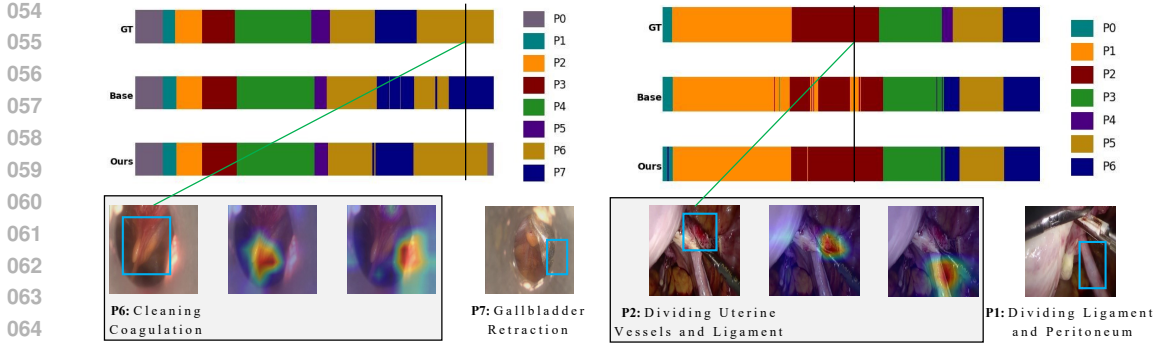 054
055
056
057
058
059
060
061
062
063
064
GT
Base
Ours
P0
P1
P2
P3
P4
P5
P6
P7
P6: Cleaning
Coagulation
P7: Gallbladder
Retraction
GT
Base
Ours
P0
P1
P2
P3
P4
P5
P6
P2: Dividing Uterine
Vessels and Ligament
P1: Dividing Ligament
and Peritoneum